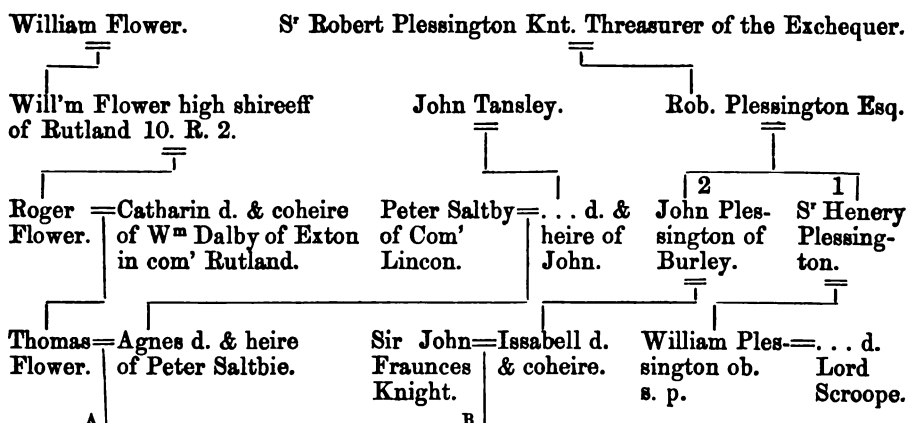 William Flower. Sʳ Robert Plessington Knt. Threasurer of the Exchequer.
Will'm Flower high shireeff
of Rutland 10. R. 2.
John Tansley.
Rob. Plessington Esq.
2
1
Roger
Flower.
=Catharin d. & coheire
of Wᵐ Dalby of Exton
in com' Rutland.
Peter Saltby=
of Com'
Lincon.
. . . d. &
heire of
John.
John Ples-
sington of
Burley.
Sʳ Henery
Plessing-
ton.
Thomas=
Flower.
Agnes d. & heire
of Peter Saltbie.
Sir John=
Fraunces
Knight.
Issabell d.
& coheire.
William Ples-=
sington ob.
s. p.
. . . d.
Lord
Scroope.
A
B